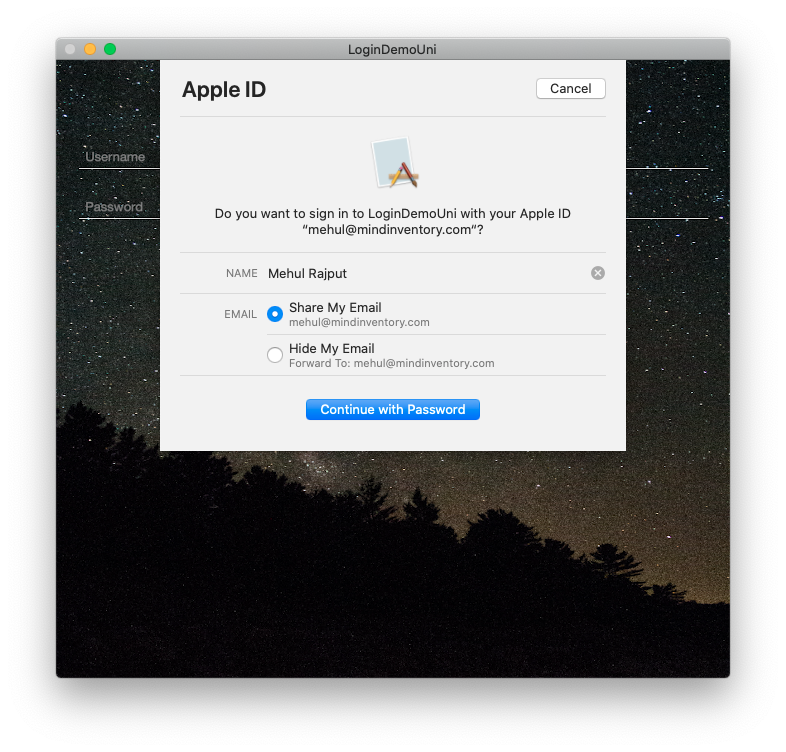 LoginDemoUni
Apple ID
Cancel
Username
Password
Do you want to sign in to LoginDemoUni with your Apple ID
“mehul@mindinventory.com“?
NAME Mehul Rajput
EMAIL Share My Email
mehul@mindinventory.com
Hide My Email
Forward To: mehul@mindinventory.com
Continue with Password